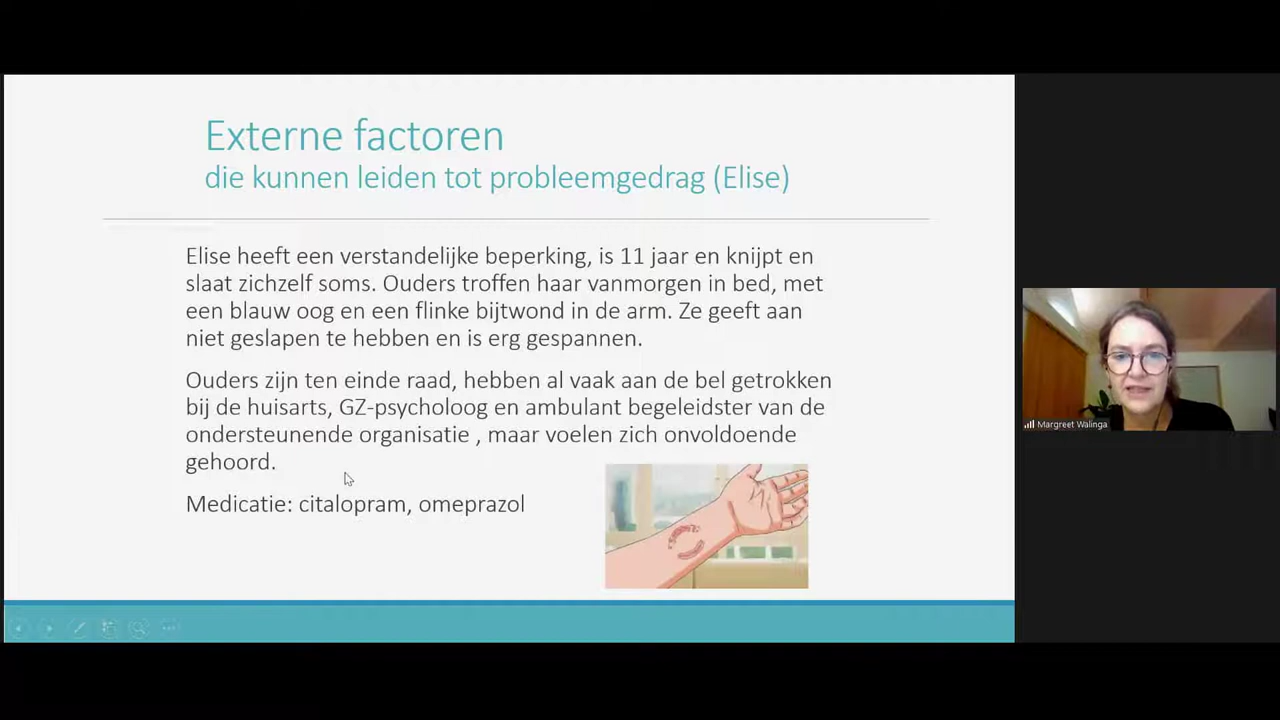 Externe factoren
die kunnen leiden tot probleemgedrag (Elise)
Elise heeft een verstandelijke beperking, is 11 jaar en knijpt en
slaat zichzelf soms. Ouders troffen haar vanmorgen in bed, met
een blauw oog en een flinke bijtwond in de arm. Ze geeft aan
niet geslapen te hebben en is erg gespannen.
Ouders zijn ten einde raad, hebben al vaak aan de bel getrokken
bij de huisarts, GZ-psycholoog en ambulant begeleidster van de
ondersteunende organisatie , maar voelen zich onvoldoende
gehoord.
Medicatie: citalopram, omeprazol
Margreet Walinga